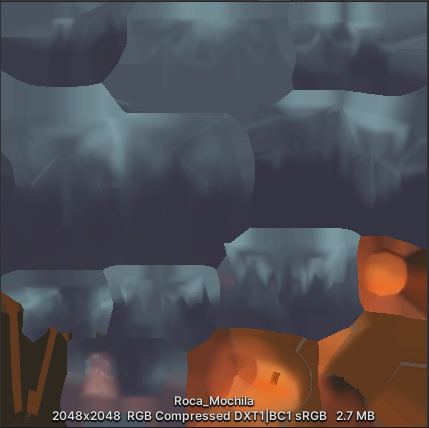 Roca_Mochila
2048x2048 RGB Compressed DXT1|BC1 sRGB 2.7 MB